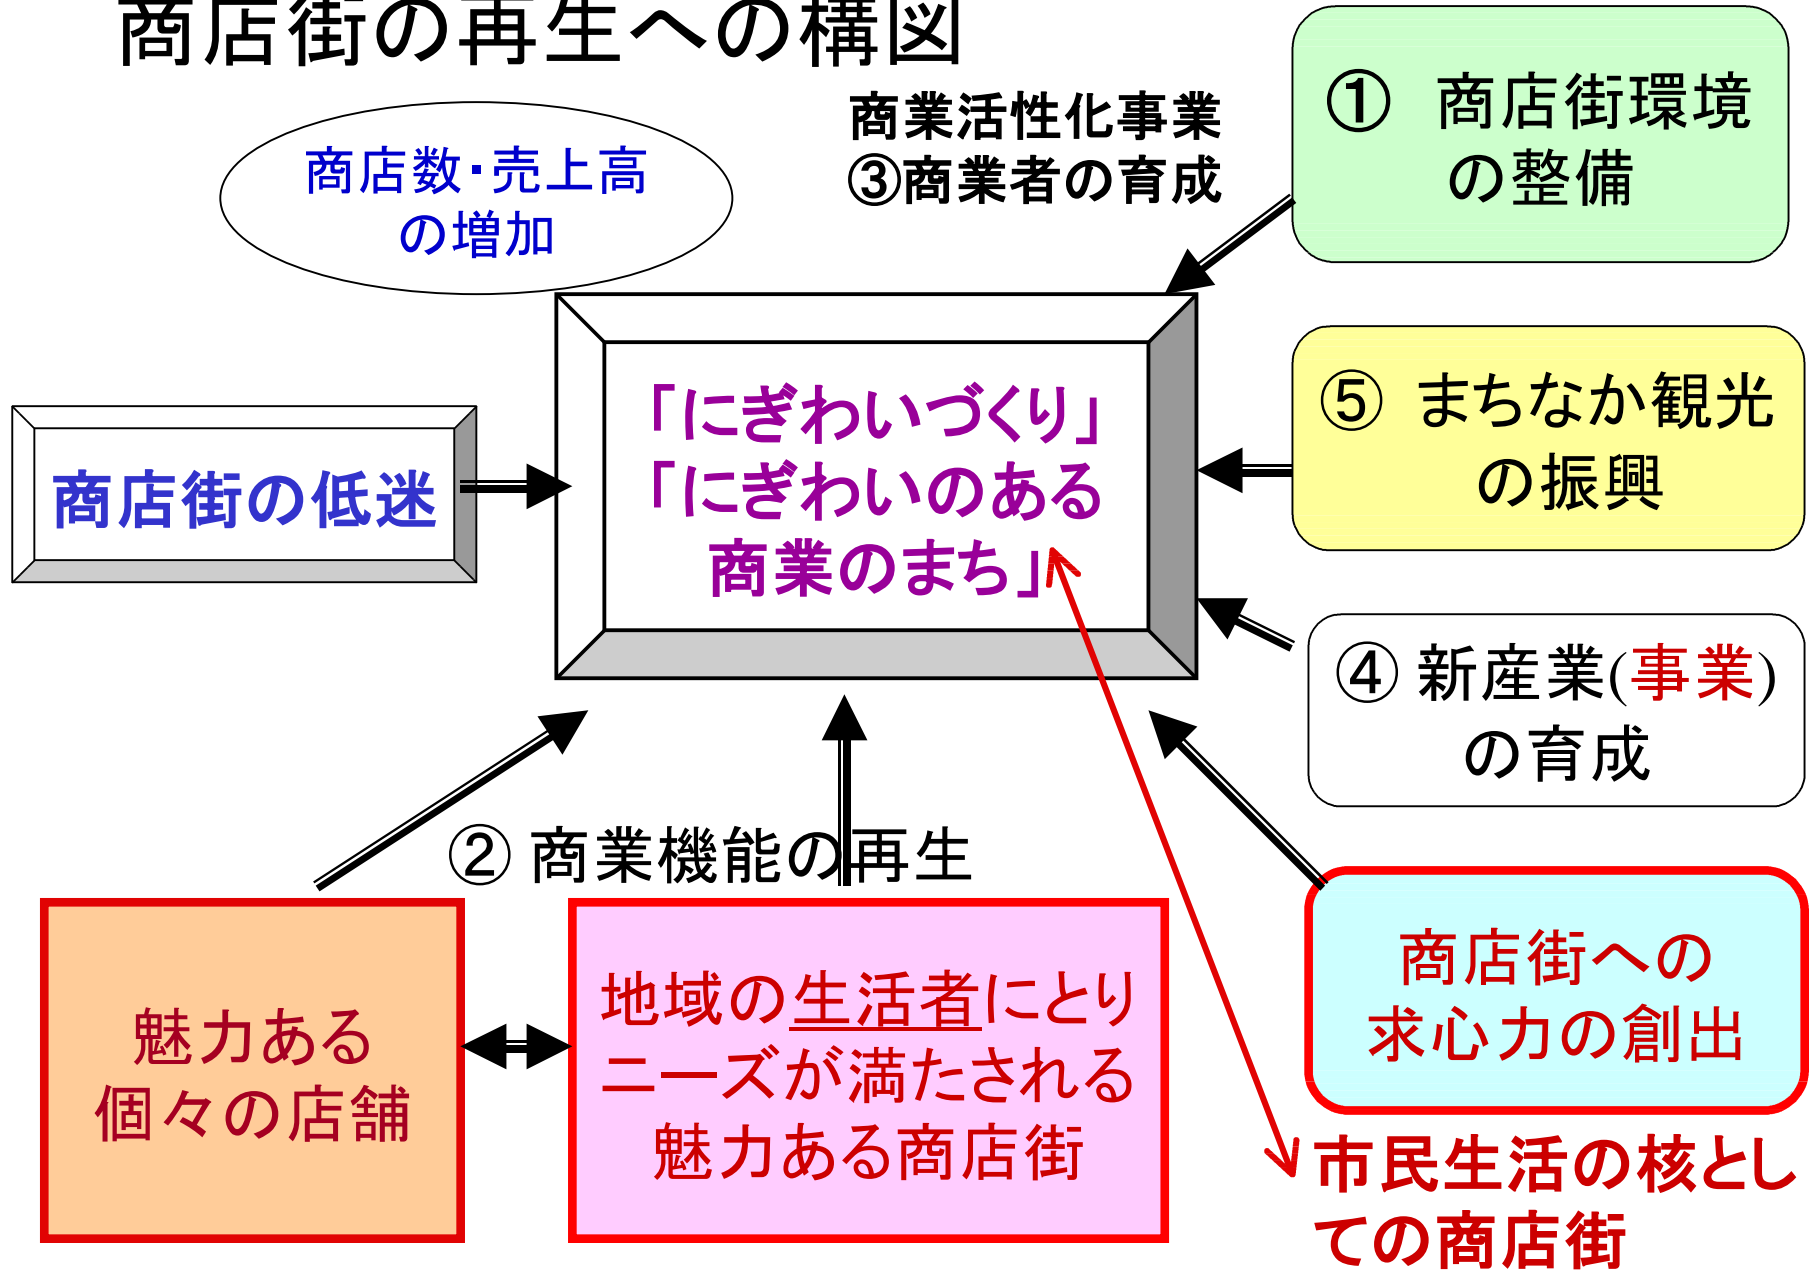 商店街の再生への構図
商業活性化事業
③商業者の育成
① 商店街環境
の整備
商店数・売上高
の増加
⑤ まちなか観光
の振興
「にぎわいづくり」
「にぎわいのある
商業のまち」
商店街の低迷
④ 新産業(事業)
の育成
② 商業機能の再生
魅力ある
個々の店舗
地域の生活者にとり
ニーズが満たされる
魅力ある商店街
商店街への
求心力の創出
市民生活の核とし
ての商店街